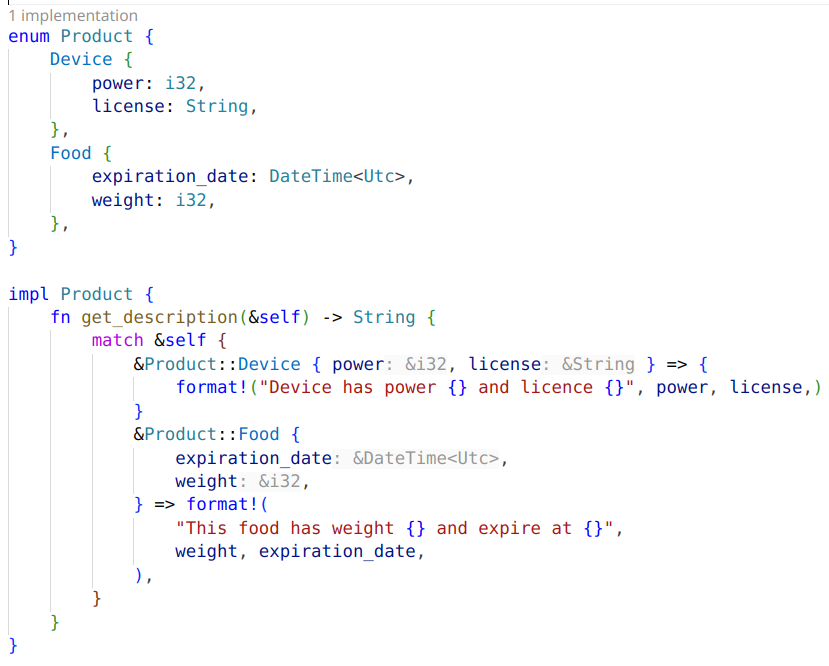 1 implementation
enum Product {
    Device {
        power: i32,
        license: String,
    },
    Food {
        expiration_date: DateTime<Utc>,
        weight: i32,
    },
}

impl Product {
    fn get_description(&self) -> String {
        match &self {
            &Product::Device { power: &i32, license: &String } => {
                format!("Device has power {} and licence {}", power, license,)
            }
            &Product::Food {
                expiration_date: &DateTime<Utc>,
                weight: &i32,
            } => format!(
                "This food has weight {} and expire at {}",
                weight, expiration_date,
            ),
        }
    }
}